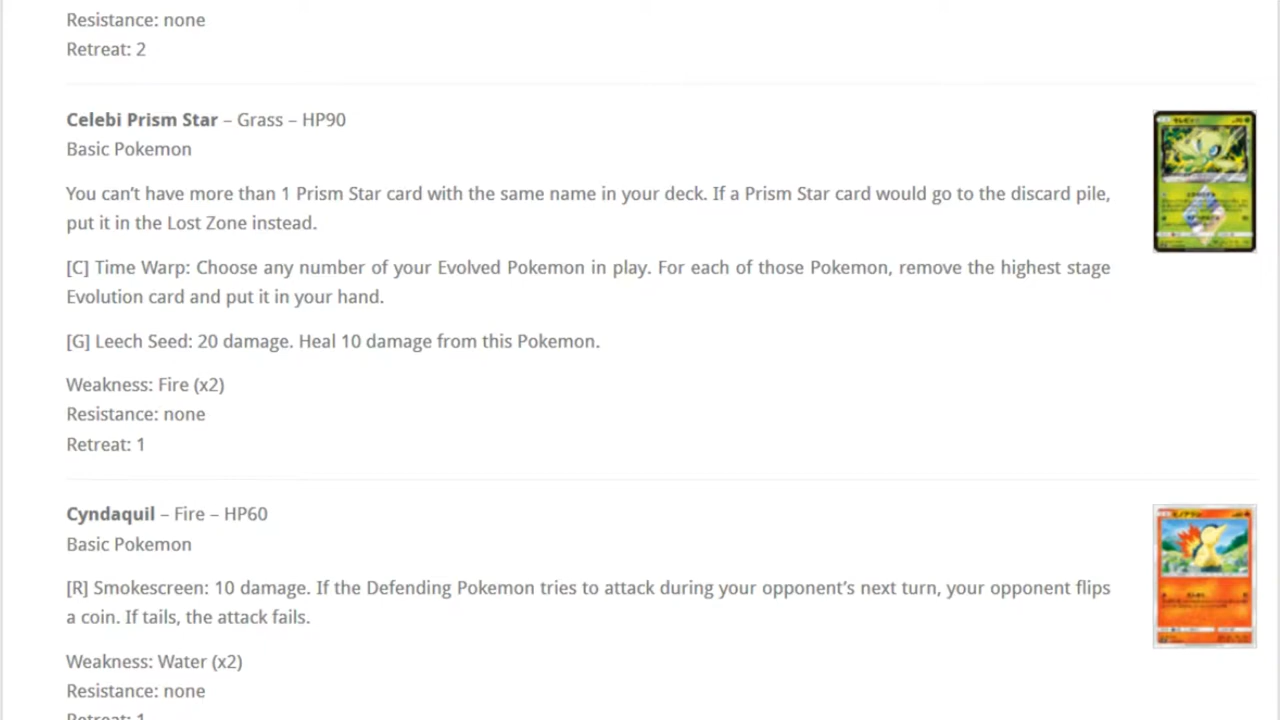 Resistance: none
Retreat: 2
Celebi Prism Star – Grass – HP90
Basic Pokemon
You can’t have more than 1 Prism Star card with the same name in your deck. If a Prism Star card would go to the discard pile,
put it in the Lost Zone instead.
[C] Time Warp: Choose any number of your Evolved Pokemon in play. For each of those Pokemon, remove the highest stage
Evolution card and put it in your hand.
[G] Leech Seed: 20 damage. Heal 10 damage from this Pokemon.
Weakness: Fire (x2)
Resistance: none
Retreat: 1
Cyndaquil – Fire – HP60
Basic Pokemon
[R] Smokescreen: 10 damage. If the Defending Pokemon tries to attack during your opponent’s next turn, your opponent flips
a coin. If tails, the attack fails.
Weakness: Water (x2)
Resistance: none
Retreat: 1